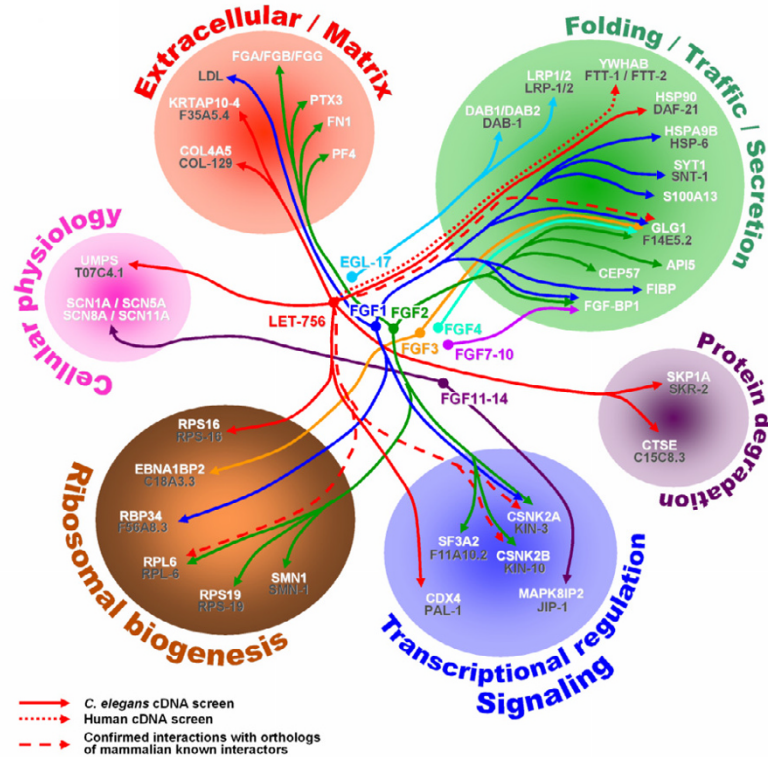 Extracellular / Matrix
FGA/FGB/FGG
LDL
KRTAP10-4
F35A5.4
PTX3
FN1
PF4
COL4A5
COL-129
Folding / Traffic / Secretion
YWHAB
FTT-1 / FTT-2
LRP1/2
LRP-1/2
HSP90
DAF-21
DAB1/DAB2
DAB-1
HSPA9B
HSP-6
SYT1
SNT-1
S100A13
GLG1
F14E5.2
API5
CEP57
FIBP
FGF-BP1
Cellular physiology
UMPS
T07C4.1
SCN1A / SCN5A
SCN8A / SCN11A
EGL-17
LET-756
FGF1
FGF2
FGF3
FGF4
FGF7-10
FGF11-14
Protein degradation
SKP1A
SKR-2
CTSE
C15C8.3
Ribosomal biogenesis
RPS16
RPS-16
EBNA1BP2
C18A3.3
RBP34
F56A8.3
RPL6
RPL-6
RPS19
RPS-19
SMN1
SMN-1
Transcriptional regulation
Signaling
CSNK2A
KIN-3
SF3A2
F11A10.2
CSNK2B
KIN-10
CDX4
PAL-1
MAPK8IP2
JIP-1
C. elegans cDNA screen
Human cDNA screen
Confirmed interactions with orthologs
of mammalian known interactors